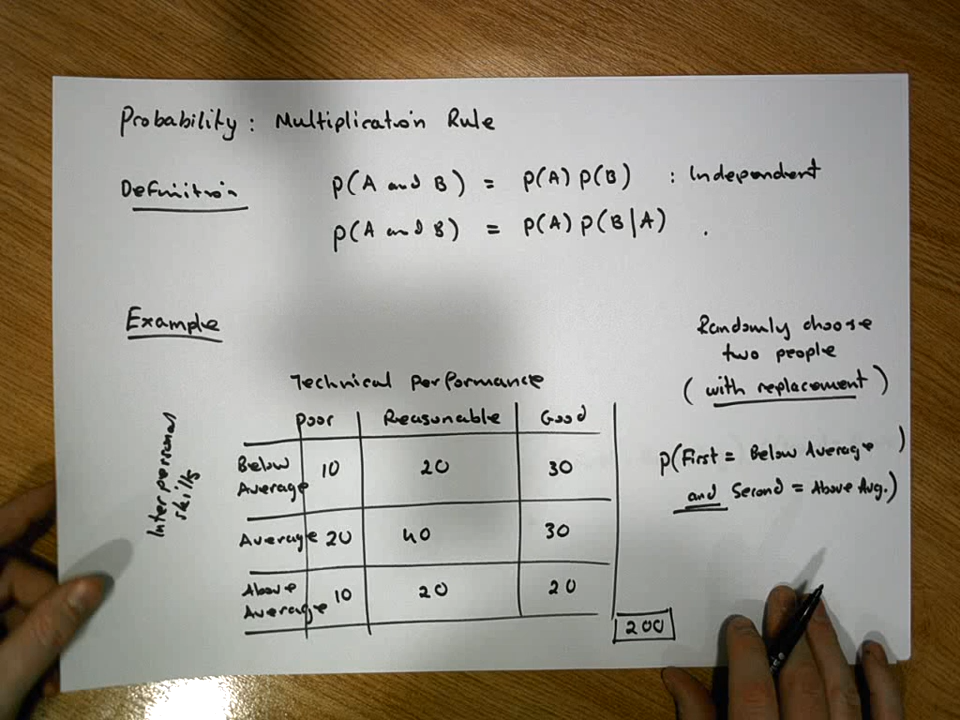 Probability: Multiplication Rule
Definition
P(A and B) = P(A) P(B) : Independent
P(A and B) = P(A) P(B|A) .
Example
Randomly choose
two people
(with replacement)
P(First = Below Average)
and Second = Above Avg.)
Technical Performance
Interpersonal
skills
Poor Reasonable Good
Below
Average 10 20 30
Average 20 40 30
Above
Average 10 20 20
200